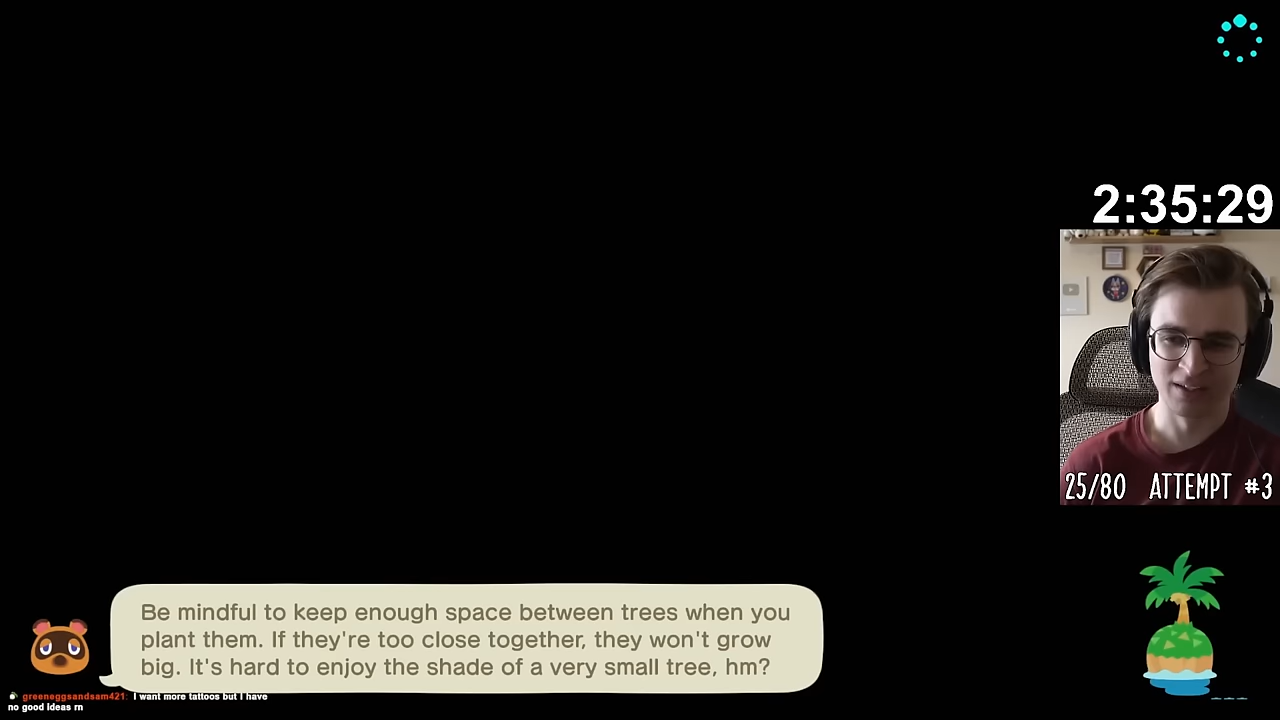 2:35:29
25/80 ATTEMPT #3
Be mindful to keep enough space between trees when you
plant them. If they're too close together, they won't grow
big. It's hard to enjoy the shade of a very small tree, hm?
greeneggsandsam421: I want more tattoos but I have
no good ideas rn